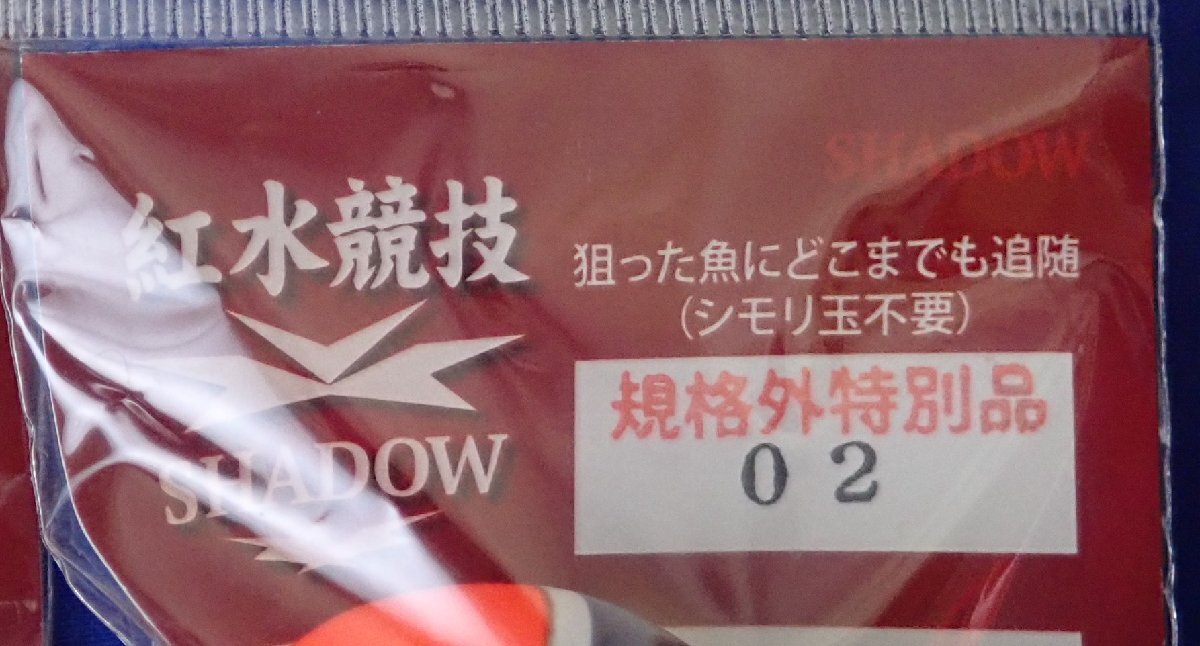 SHADOW
紅水競技
狙った魚にどこまでも追随
(シモリ玉不要)
規格外特別品
02
SHADOW